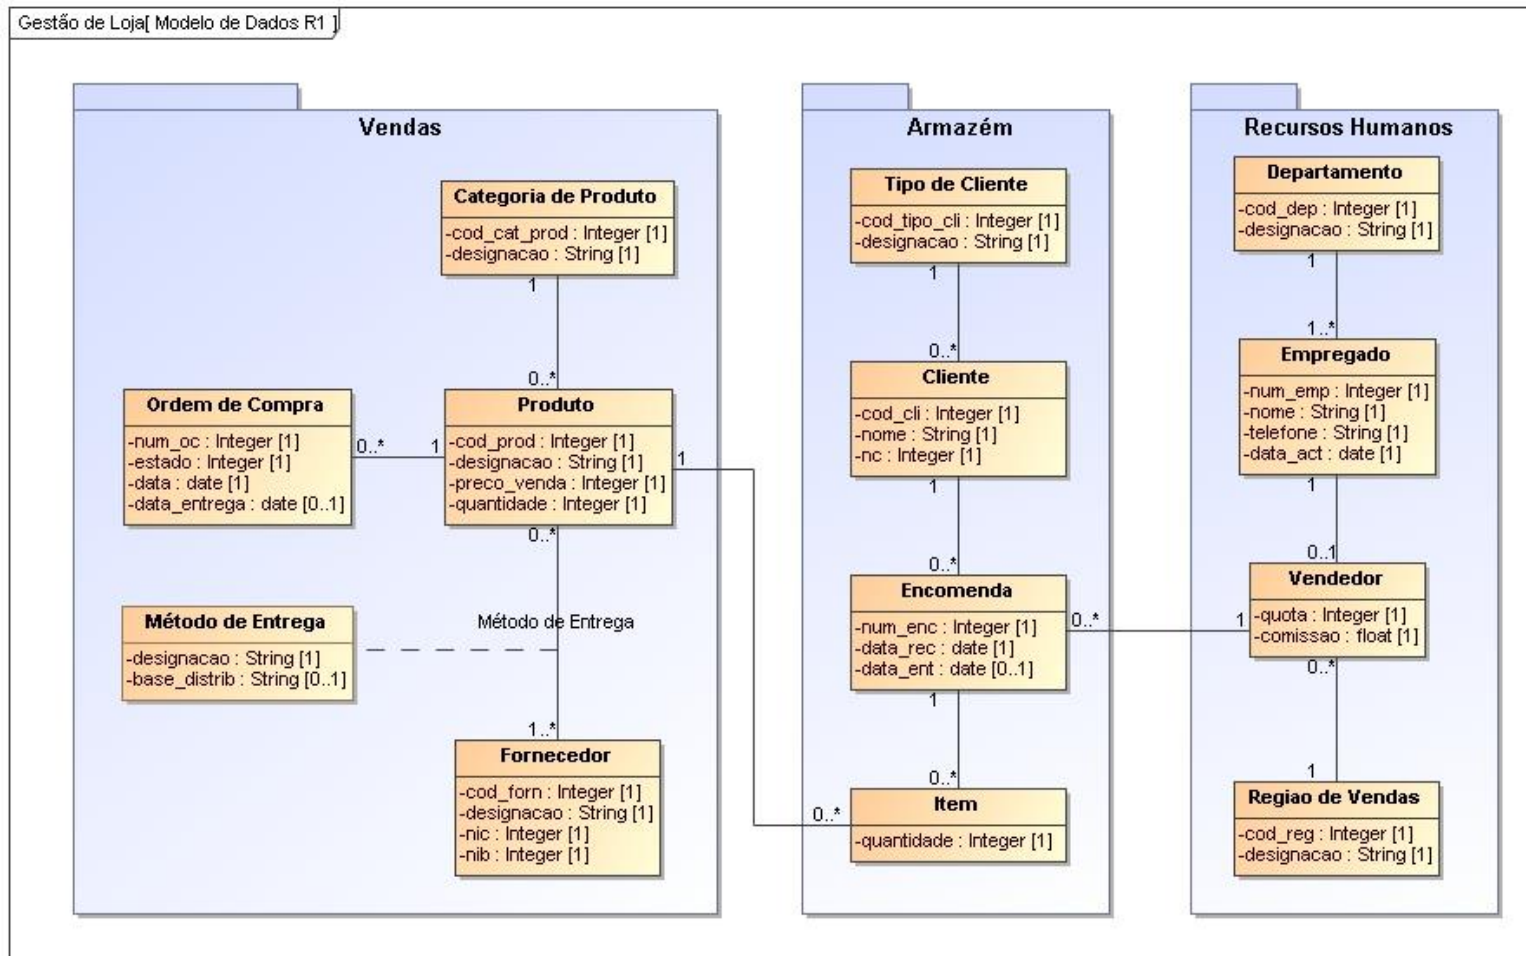 Gestão de Loja[ Modelo de Dados R1 ]
Vendas
Categoria de Produto
-cod_cat_prod : Integer [1]
-designacao : String [1]
1
0..*
Ordem de Compra
-num_oc : Integer [1]
-estado : Integer [1]
-data : date [1]
-data_entrega : date [0..1]
0..*
1
Produto
-cod_prod : Integer [1]
-designacao : String [1]
-preco_venda : Integer [1]
-quantidade : Integer [1]
1
0..*
Método de Entrega
-designacao : String [1]
-base_distrib : String [0..1]
Método de Entrega
1..*
Fornecedor
-cod_forn : Integer [1]
-designacao : String [1]
-nic : Integer [1]
-nib : Integer [1]
Armazém
Tipo de Cliente
-cod_tipo_cli : Integer [1]
-designacao : String [1]
1
0..*
Cliente
-cod_cli : Integer [1]
-nome : String [1]
-nc : Integer [1]
1
0..*
Encomenda
-num_enc : Integer [1]
-data_rec : date [1]
-data_ent : date [0..1]
0..*
1
1
0..*
0..*
Item
-quantidade : Integer [1]
Recursos Humanos
Departamento
-cod_dep : Integer [1]
-designacao : String [1]
1
1..*
Empregado
-num_emp : Integer [1]
-nome : String [1]
-telefone : String [1]
-data_act : date [1]
1
0..1
Vendedor
-quota : Integer [1]
-comissao : float [1]
0..*
1
Regiao de Vendas
-cod_reg : Integer [1]
-designacao : String [1]